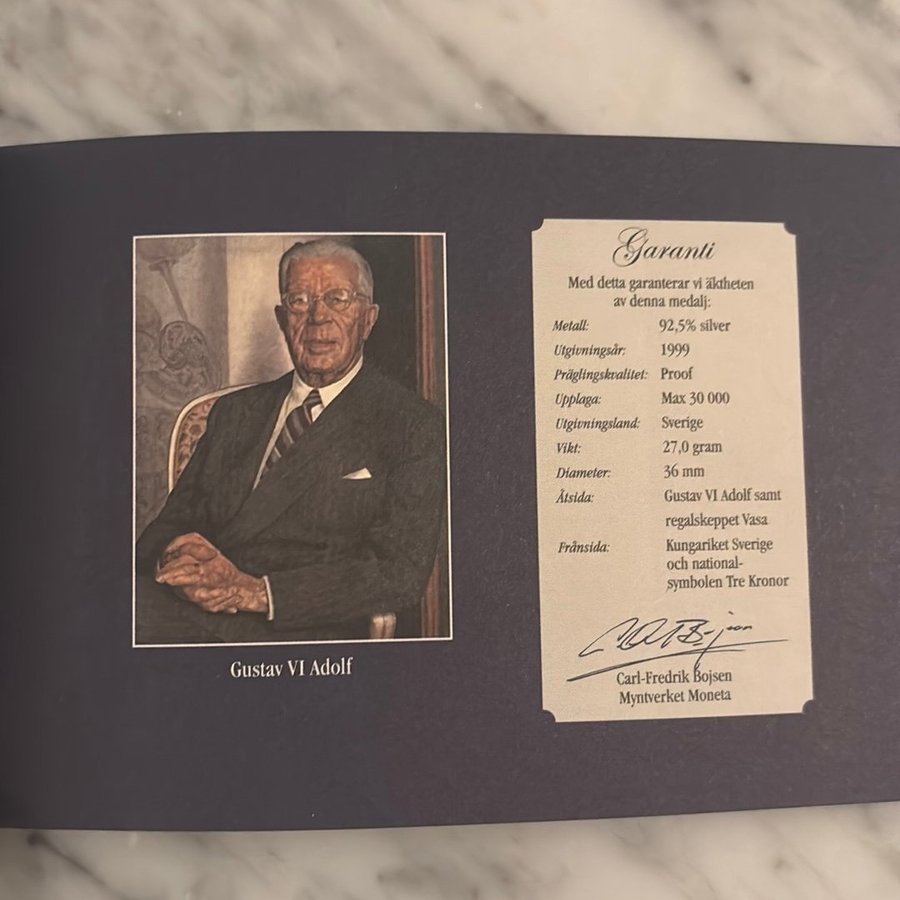 Gustav VI Adolf
Garanti
Med detta garanterar vi äktheten
av denna medalj:
Metall: 92,5% silver
Utgivningsår: 1999
Präglingskvalitet: Proof
Upplaga: Max 30 000
Utgivningsland: Sverige
Vikt: 27,0 gram
Diameter: 36 mm
Åtsida: Gustav VI Adolf samt
regalskeppet Vasa
Frånsida: Kungariket Sverige
och national-
symbolen Tre Kronor
Carl-Fredrik Bojsen
Myntverket Moneta